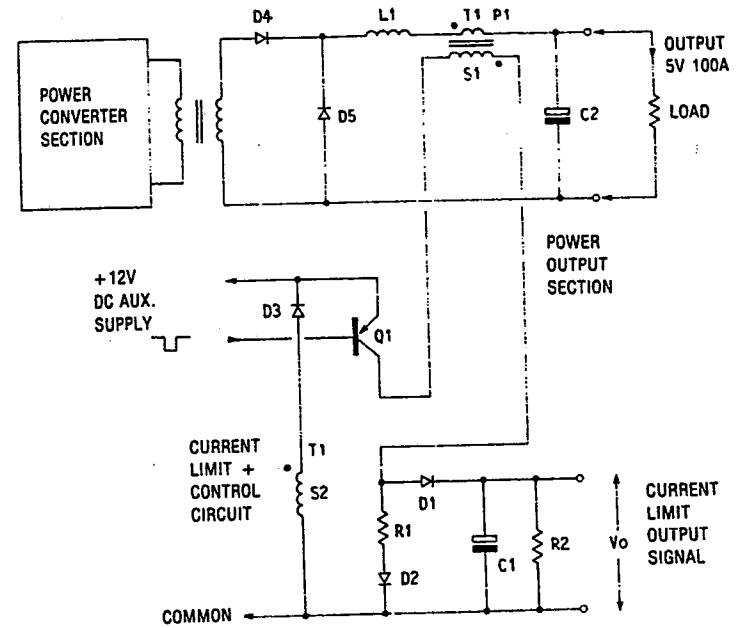 D4
L1
T1 P1
S1
OUTPUT
5V 100A
POWER
CONVERTER
SECTION
D5
C2
LOAD
POWER
OUTPUT
SECTION
+12V
DC AUX.
SUPPLY
D3
Q1
CURRENT
LIMIT +
CONTROL
CIRCUIT
T1
S2
D1
R1
D2
C1
R2
Vo
CURRENT
LIMIT
OUTPUT
SIGNAL
COMMON